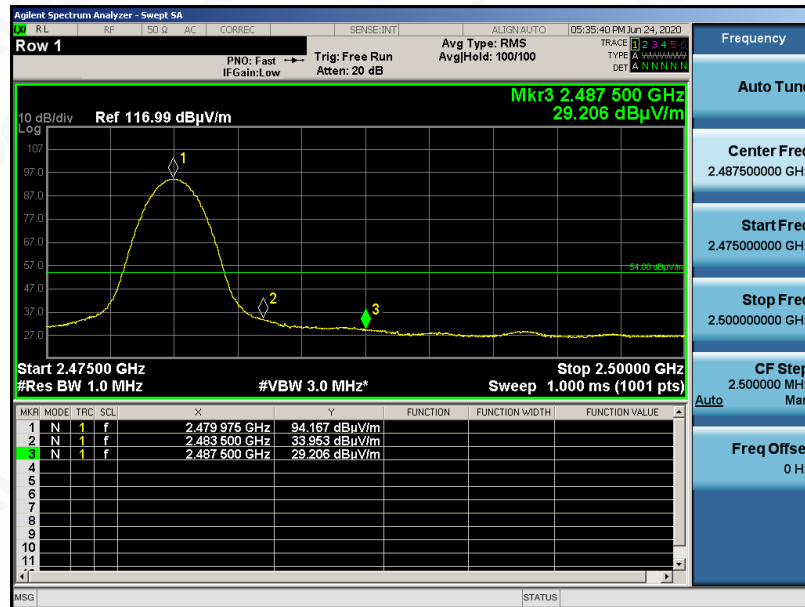 Agilent Spectrum Analyzer - Swept SA
LXI RL RF 50 Ω AC CORREC SENSE:INT ALIGN AUTO 05:35:40 PM Jun 24, 2020
Row 1
PNO: Fast
IFGain:Low
Trig: Free Run
Atten: 20 dB
Avg Type: RMS
Avg|Hold: 100/100
TRACE 1 2 3 4 5 6
TYPE A
DET A N N N N N
Mkr3 2.487 500 GHz
29.206 dBµV/m
10 dB/div Ref 116.99 dBµV/m
Log
107
97.0
87.0
77.0
67.0
57.0
47.0
37.0
27.0
1
2
3
54.00 dBµV/m
Start 2.47500 GHz Stop 2.50000 GHz
#Res BW 1.0 MHz #VBW 3.0 MHz* Sweep 1.000 ms (1001 pts)
MKR MODE TRC SCL X Y FUNCTION FUNCTION WIDTH FUNCTION VALUE
1 N 1 f 2.479 975 GHz 94.167 dBµV/m
2 N 1 f 2.483 500 GHz 33.953 dBµV/m
3 N 1 f 2.487 500 GHz 29.206 dBµV/m
4
5
6
7
8
9
10
11
MSG STATUS
Frequency
Auto Tune
Center Freq
2.487500000 GHz
Start Freq
2.475000000 GHz
Stop Freq
2.500000000 GHz
CF Step
2.500000 MHz
Auto Man
Freq Offset
0 Hz